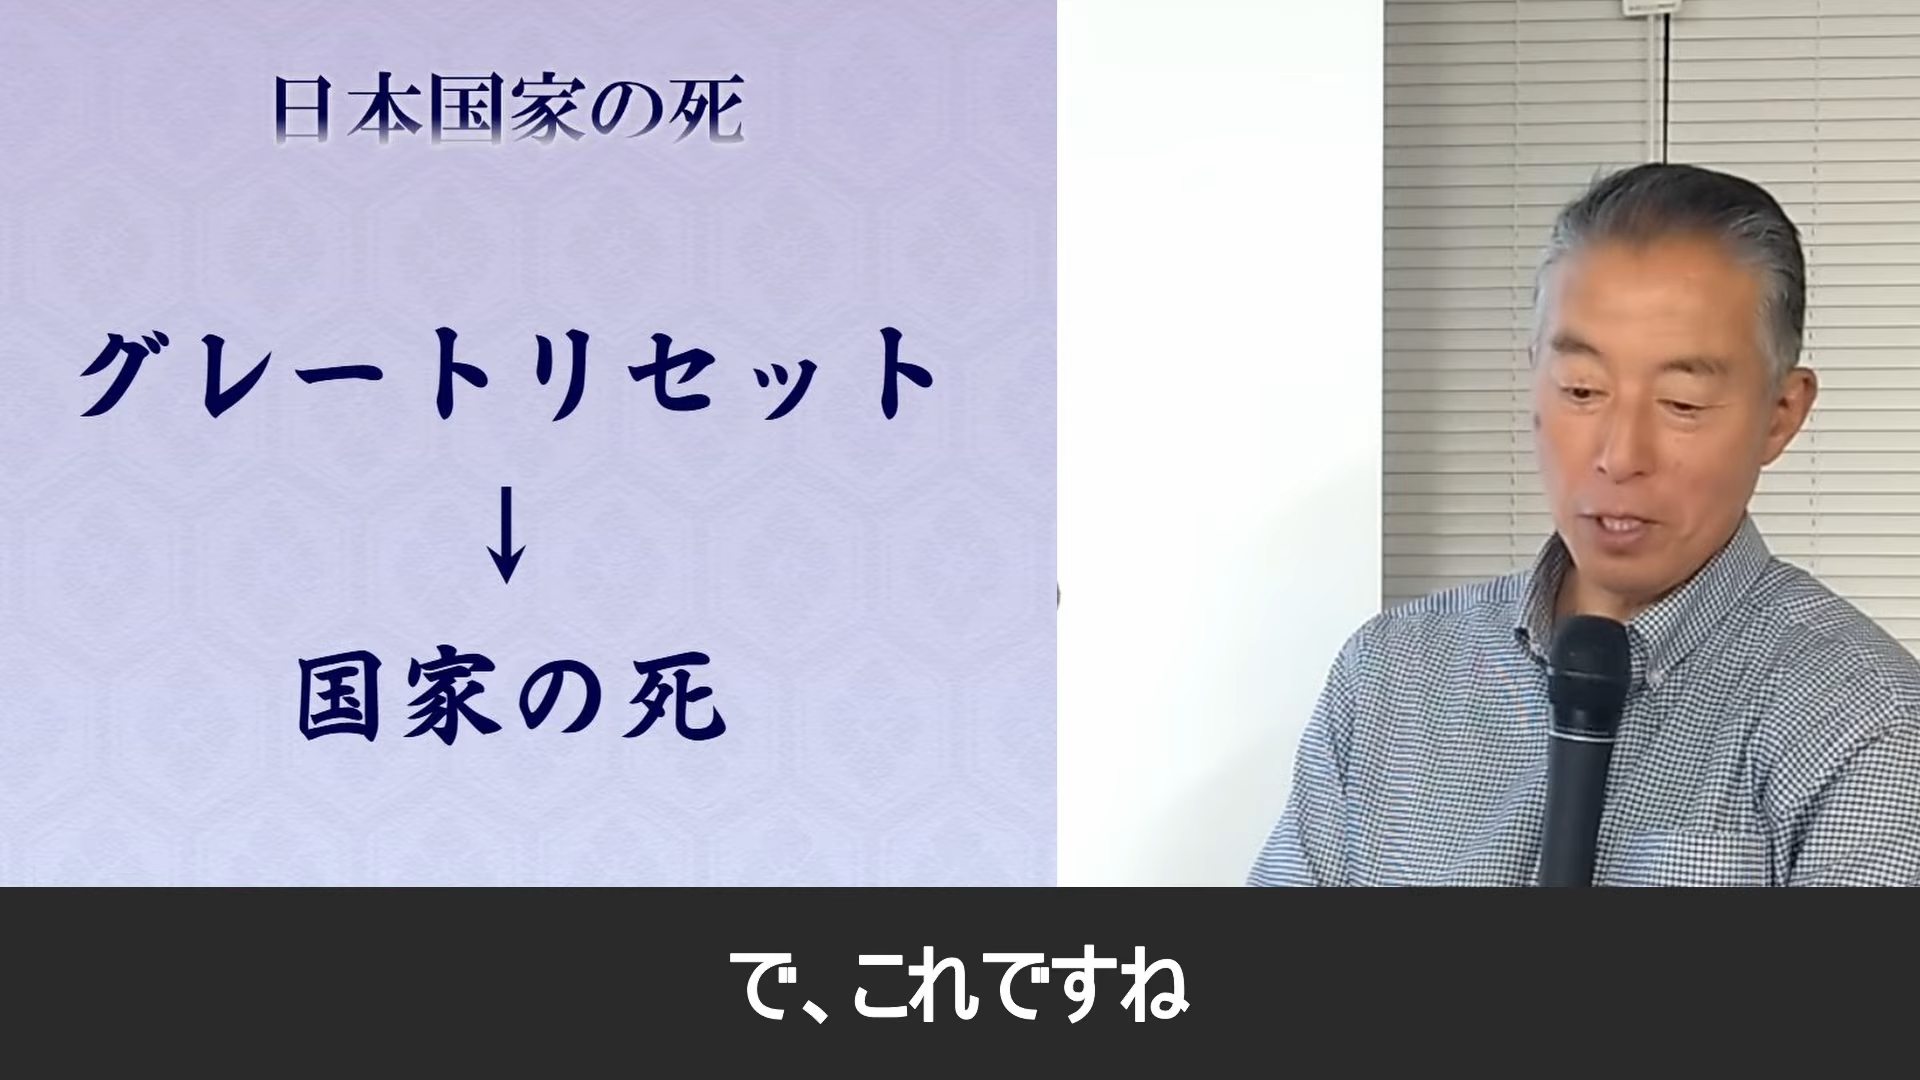 日本国家の死
グレートリセット
↓
国家の死
で、これですね